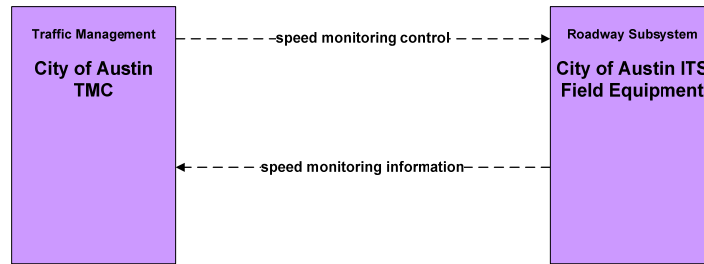 Traffic Management
City of Austin
TMC
speed monitoring control
speed monitoring information
Roadway Subsystem
City of Austin ITS
Field Equipment